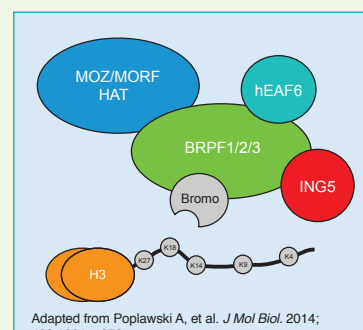 MOZ/MORF
HAT
hEAF6
BRPF1/2/3
ING5
Bromo
K27
K18
K14
K9
K4
H3
Adapted from Poplawski A, et al. J Mol Biol. 2014;